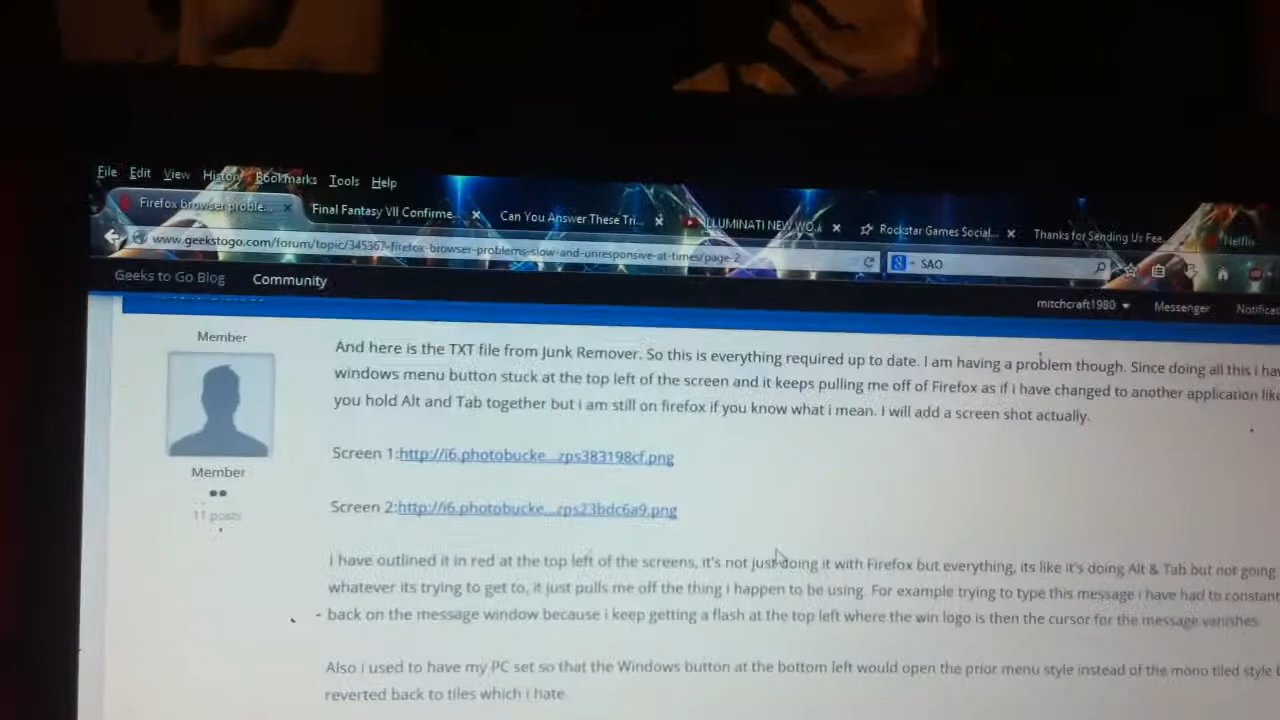 File Edit View History Bookmarks Tools Help
Firefox browser proble... Final Fantasy VII Confirme... Can You Answer These Tri... ILLUMINATI NEW WO... Rockstar Games Social... Thanks for Sending Us Fee... Netflix
www.geekstogo.com/forum/topic/345367-firefox-browser-problems-slow-and-unresponsive-at-times/page-2 SAO
Geeks to Go Blog Community mitchcraft1980 Messenger Notificat
Member
And here is the TXT file from Junk Remover. So this is everything required up to date. I am having a problem though. Since doing all this i hav
windows menu button stuck at the top left of the screen and it keeps pulling me off of Firefox as if i have changed to another application like
you hold Alt and Tab together but i am still on firefox if you know what i mean. I will add a screen shot actually.
Screen 1:http://i6.photobucke...zps383198cf.png
Member
11 posts
Screen 2:http://i6.photobucke...zps23bdc6a9.png
I have outlined it in red at the top left of the screens, it's not just doing it with Firefox but everything, its like it's doing Alt & Tab but not going
whatever its trying to get to, it just pulls me off the thing i happen to be using. For example trying to type this message i have had to constant
back on the message window because i keep getting a flash at the top left where the win logo is then the cursor for the message vanishes.
Also i used to have my PC set so that the Windows button at the bottom left would open the prior menu style instead of the mono tiled style
reverted back to tiles which i hate.